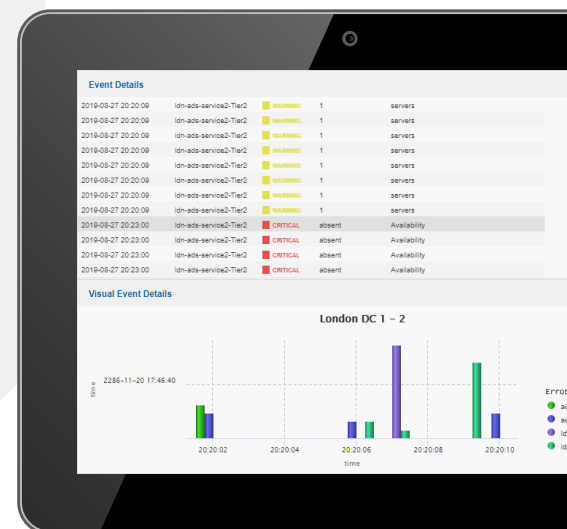 Event Details
2019-08-27 20:20:09 ldn-ads-service2-Tier2 WARNING 1 servers
2019-08-27 20:20:09 ldn-ads-service2-Tier2 WARNING 1 servers
2019-08-27 20:20:09 ldn-ads-service2-Tier2 WARNING 1 servers
2019-08-27 20:20:09 ldn-ads-service2-Tier2 WARNING 1 servers
2019-08-27 20:20:09 ldn-ads-service2-Tier2 WARNING 1 servers
2019-08-27 20:20:09 ldn-ads-service2-Tier2 WARNING 1 servers
2019-08-27 20:20:09 ldn-ads-service2-Tier2 WARNING 1 servers
2019-08-27 20:20:09 ldn-ads-service2-Tier2 WARNING 1 servers
2019-08-27 20:23:00 ldn-ads-service2-Tier2 CRITICAL absent Availability
2019-08-27 20:23:00 ldn-ads-service2-Tier2 CRITICAL absent Availability
2019-08-27 20:23:00 ldn-ads-service2-Tier2 CRITICAL absent Availability
2019-08-27 20:23:00 ldn-ads-service2-Tier2 CRITICAL absent Availability
Visual Event Details
London DC 1 - 2
2286-11-20 17:46:40
time
Error
20:20:02 20:20:04 20:20:06 20:20:08 20:20:10
time